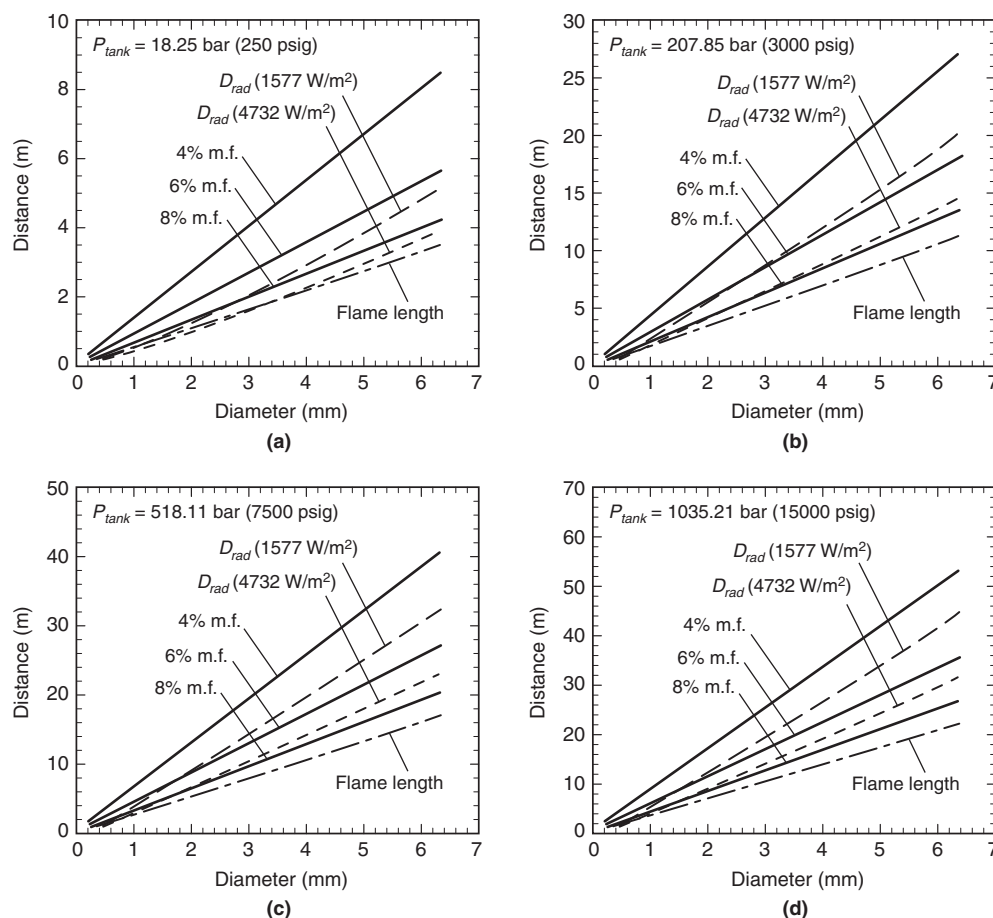 10
8
6
4
2
0
Distance (m)
P_tank = 18.25 bar (250 psig)
D_rad (1577 W/m²)
D_rad (4732 W/m²)
4% m.f.
6% m.f.
8% m.f.
Flame length
0 1 2 3 4 5 6 7
Diameter (mm)
(a)
30
25
20
15
10
5
0
Distance (m)
P_tank = 207.85 bar (3000 psig)
D_rad (1577 W/m²)
D_rad (4732 W/m²)
4% m.f.
6% m.f.
8% m.f.
Flame length
0 1 2 3 4 5 6 7
Diameter (mm)
(b)
50
40
30
20
10
0
Distance (m)
P_tank = 518.11 bar (7500 psig)
D_rad (1577 W/m²)
D_rad (4732 W/m²)
4% m.f.
6% m.f.
8% m.f.
Flame length
0 1 2 3 4 5 6 7
Diameter (mm)
(c)
70
60
50
40
30
20
10
0
Distance (m)
P_tank = 1035.21 bar (15000 psig)
D_rad (1577 W/m²)
D_rad (4732 W/m²)
4% m.f.
6% m.f.
8% m.f.
Flame length
0 1 2 3 4 5 6 7
Diameter (mm)
(d)